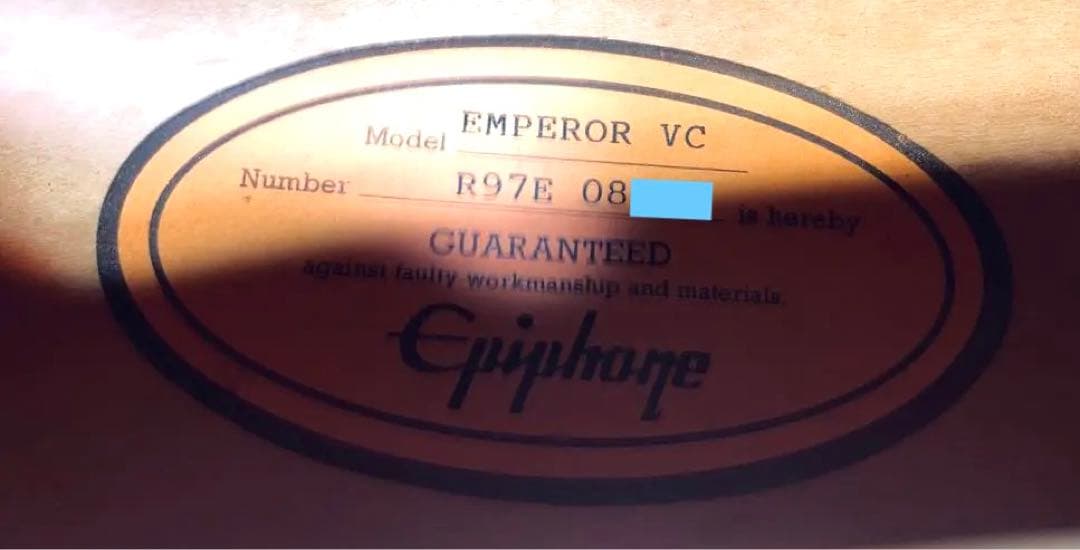 Model EMPEROR VC
Number R97E 08 is hereby
GUARANTEED
against faulty workmanship and materials.
Epiphone